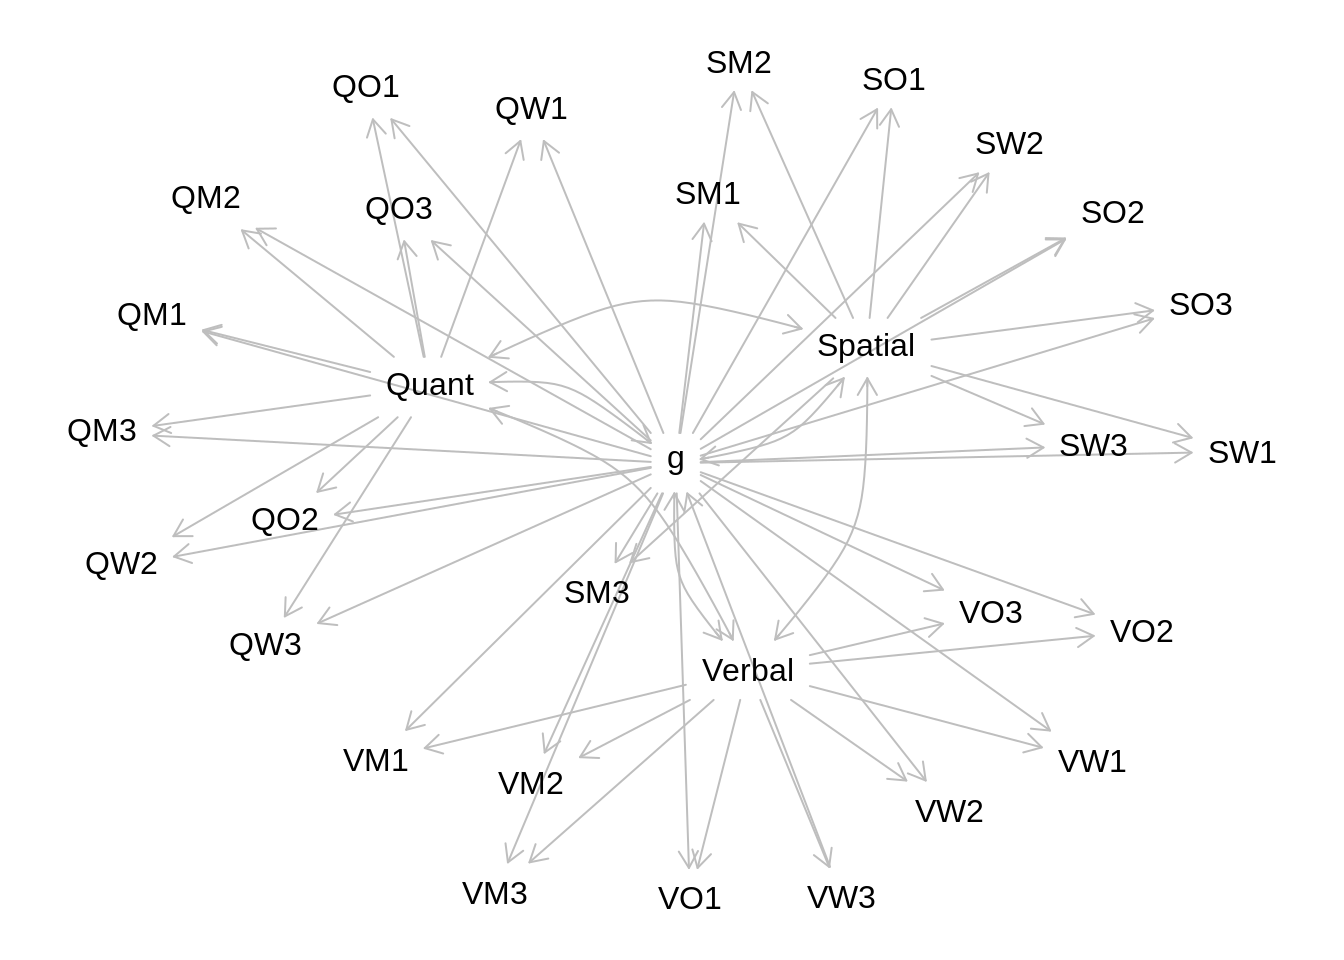 SM2
SO1
QO1
QW1
SW2
SM1
QM2
QO3
SO2
SO3
QM1
Spatial
Quant
QM3
SW3
SW1
g
QO2
QW2
SM3
VO3
VO2
QW3
Verbal
VM1
VW1
VM2
VW2
VM3
VO1
VW3